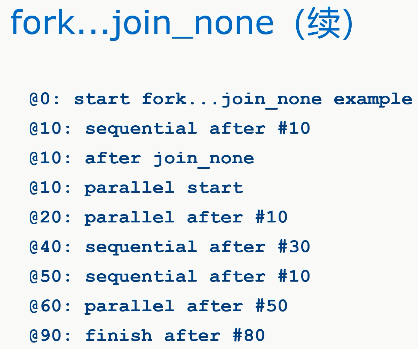 fork...join_none (续)
@0: start fork...join_none example
@10: sequential after #10
@10: after join_none
@10: parallel start
@20: parallel after #10
@40: sequential after #30
@50: sequential after #10
@60: parallel after #50
@90: finish after #80